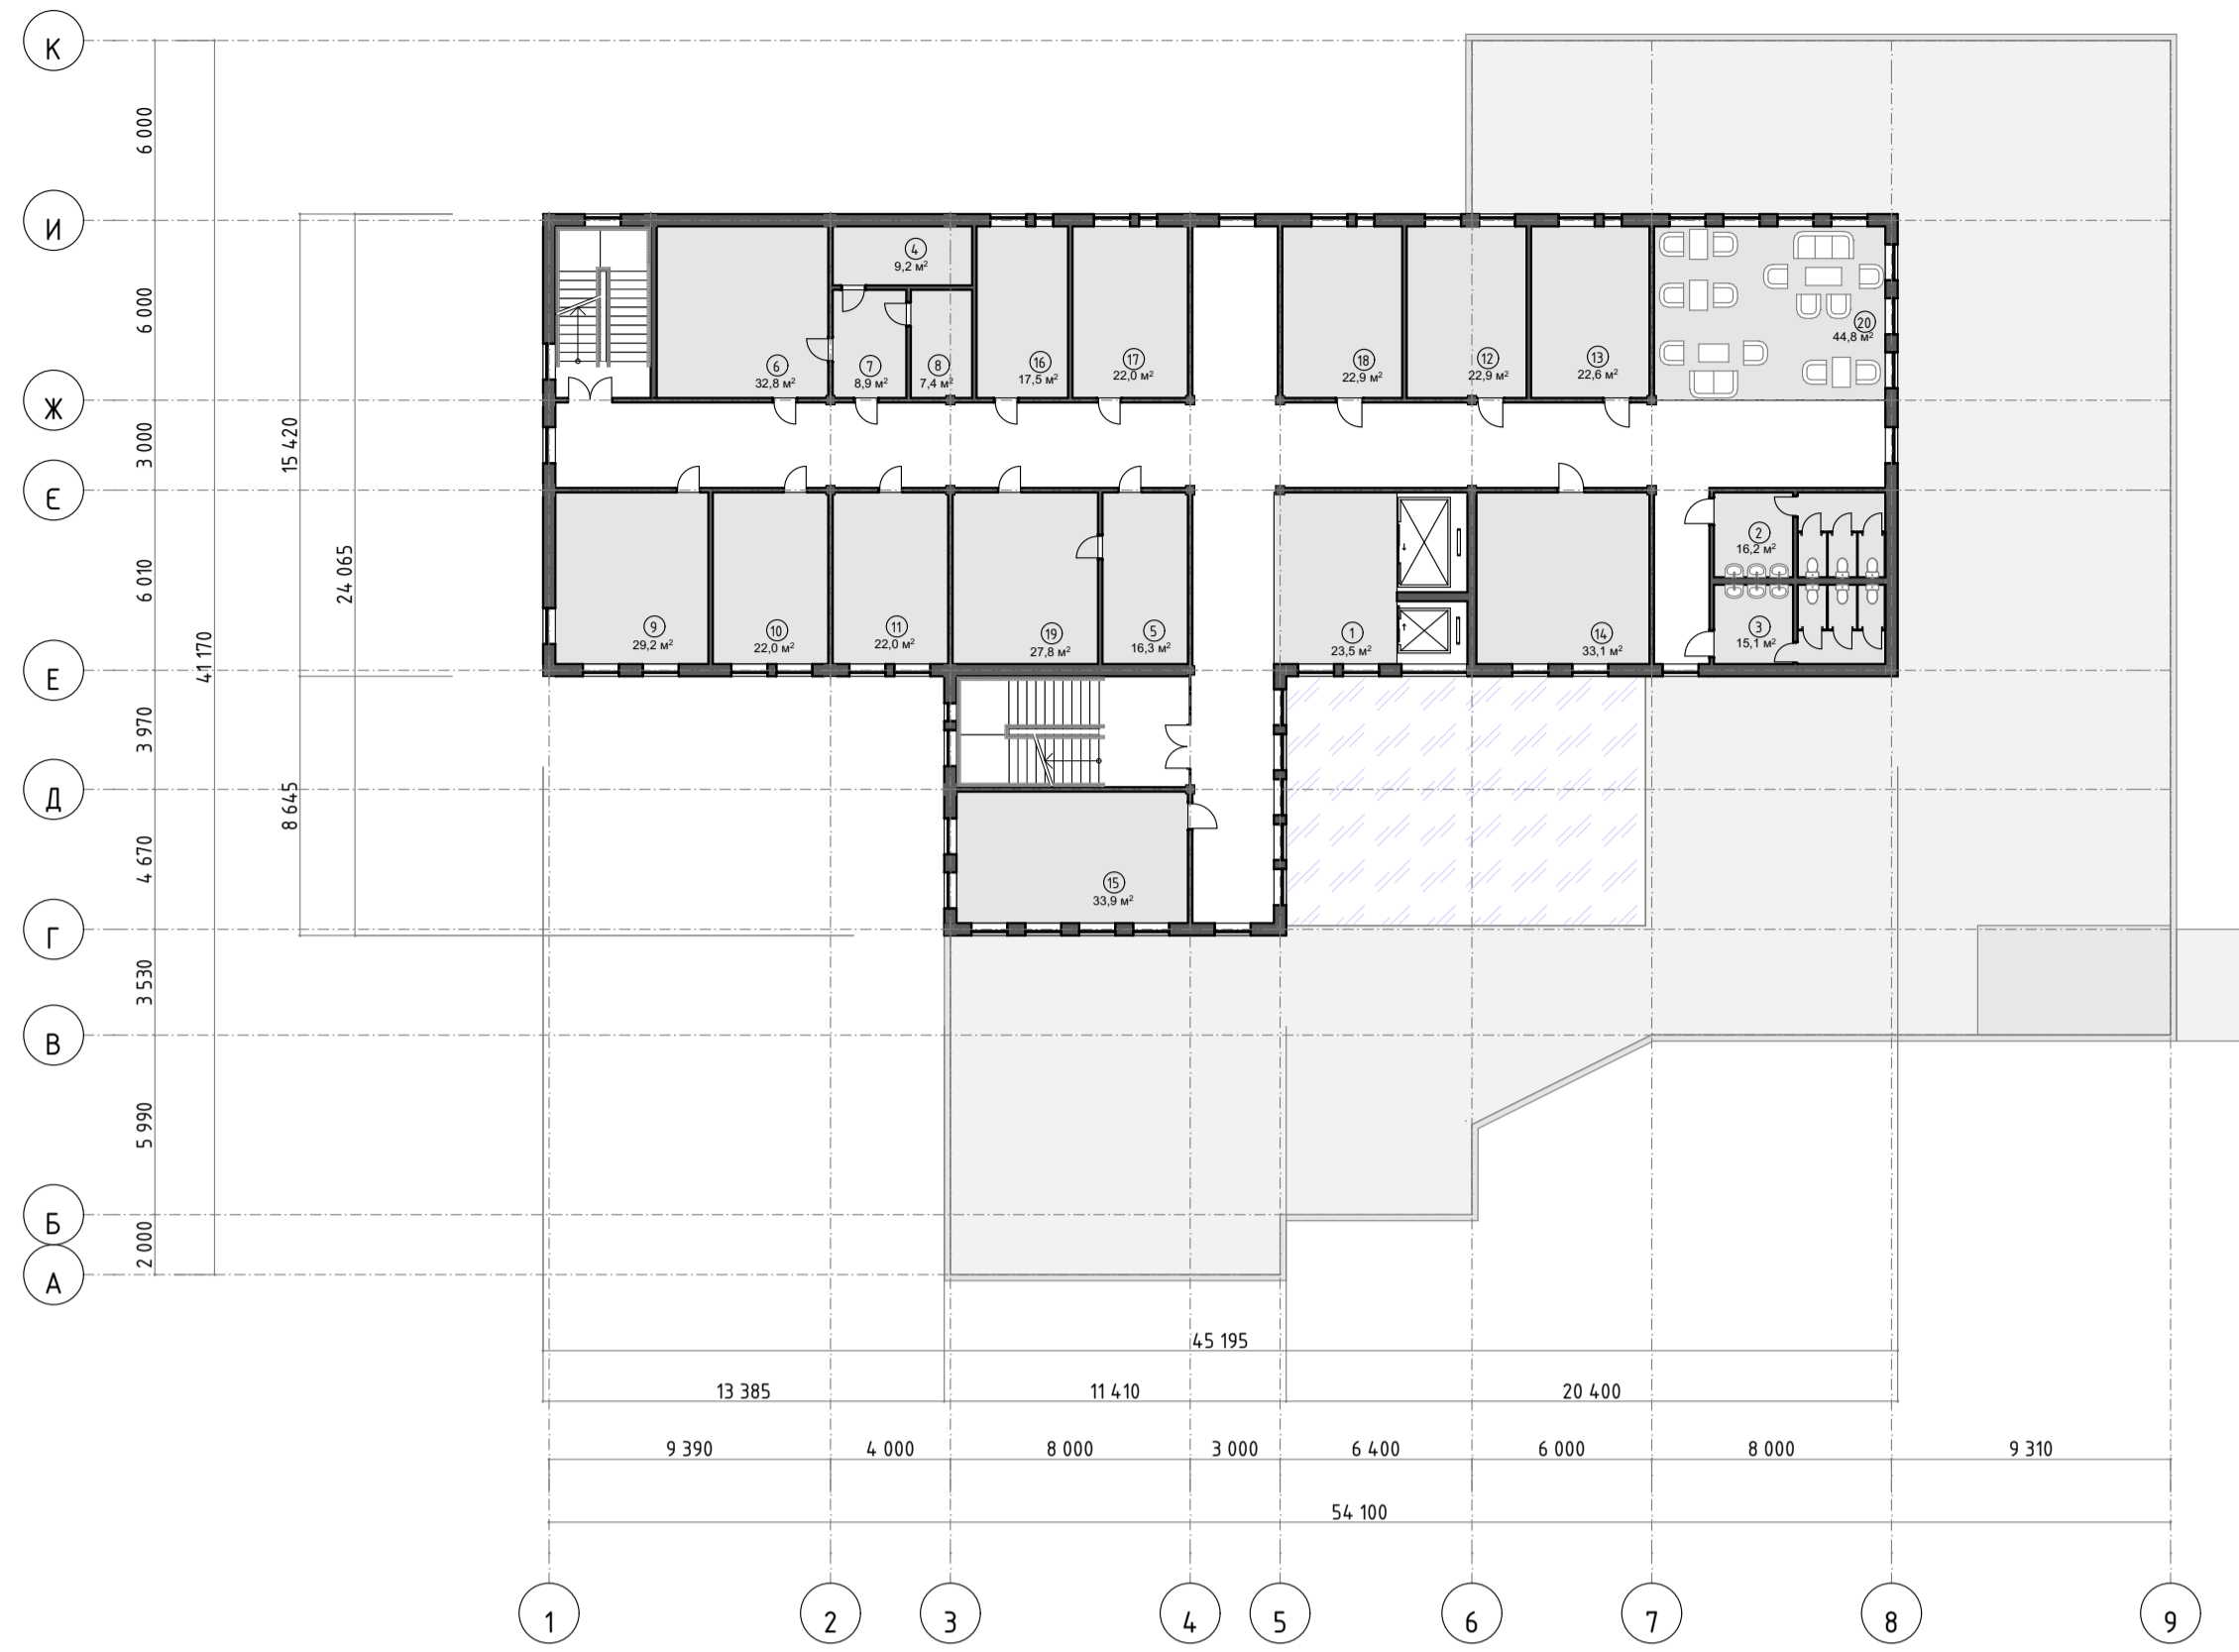 К
И
Ж
Є
Е
Д
Г
В
Б
А
6 000
6 000
3 000
6 010
3 970
4 670
3 530
5 990
2 000
41 170
15 420
8 645
24 065
4
9,2 м²
6
32,8 м²
7
8,9 м²
8
7,4 м²
16
17,5 м²
17
22,0 м²
18
22,9 м²
12
22,9 м²
13
22,6 м²
20
44,8 м²
9
29,2 м²
10
22,0 м²
11
22,0 м²
19
27,8 м²
5
16,3 м²
1
23,5 м²
14
33,1 м²
2
16,2 м²
3
15,1 м²
15
33,9 м²
45 195
13 385
11 410
20 400
9 390
4 000
8 000
3 000
6 400
6 000
8 000
9 310
54 100
1
2
3
4
5
6
7
8
9